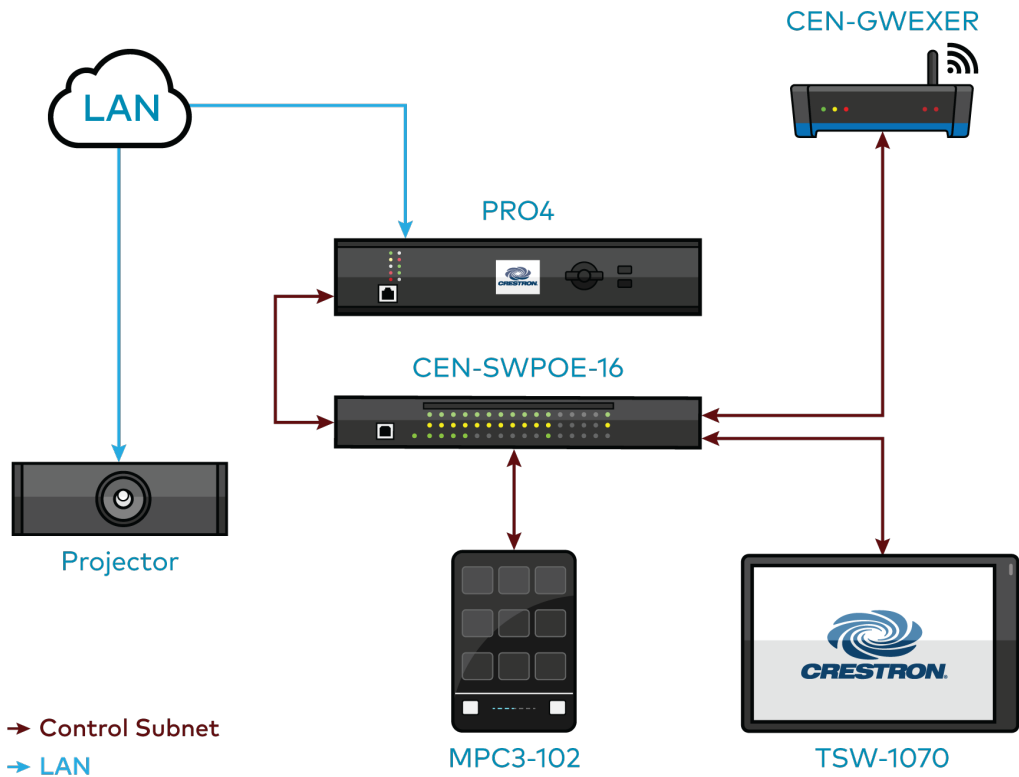 CEN-GWEXER
LAN
PRO4
CRESTRON
CEN-SWPOE-16
Projector
CRESTRON.
Control Subnet
LAN
MPC3-102
TSW-1070